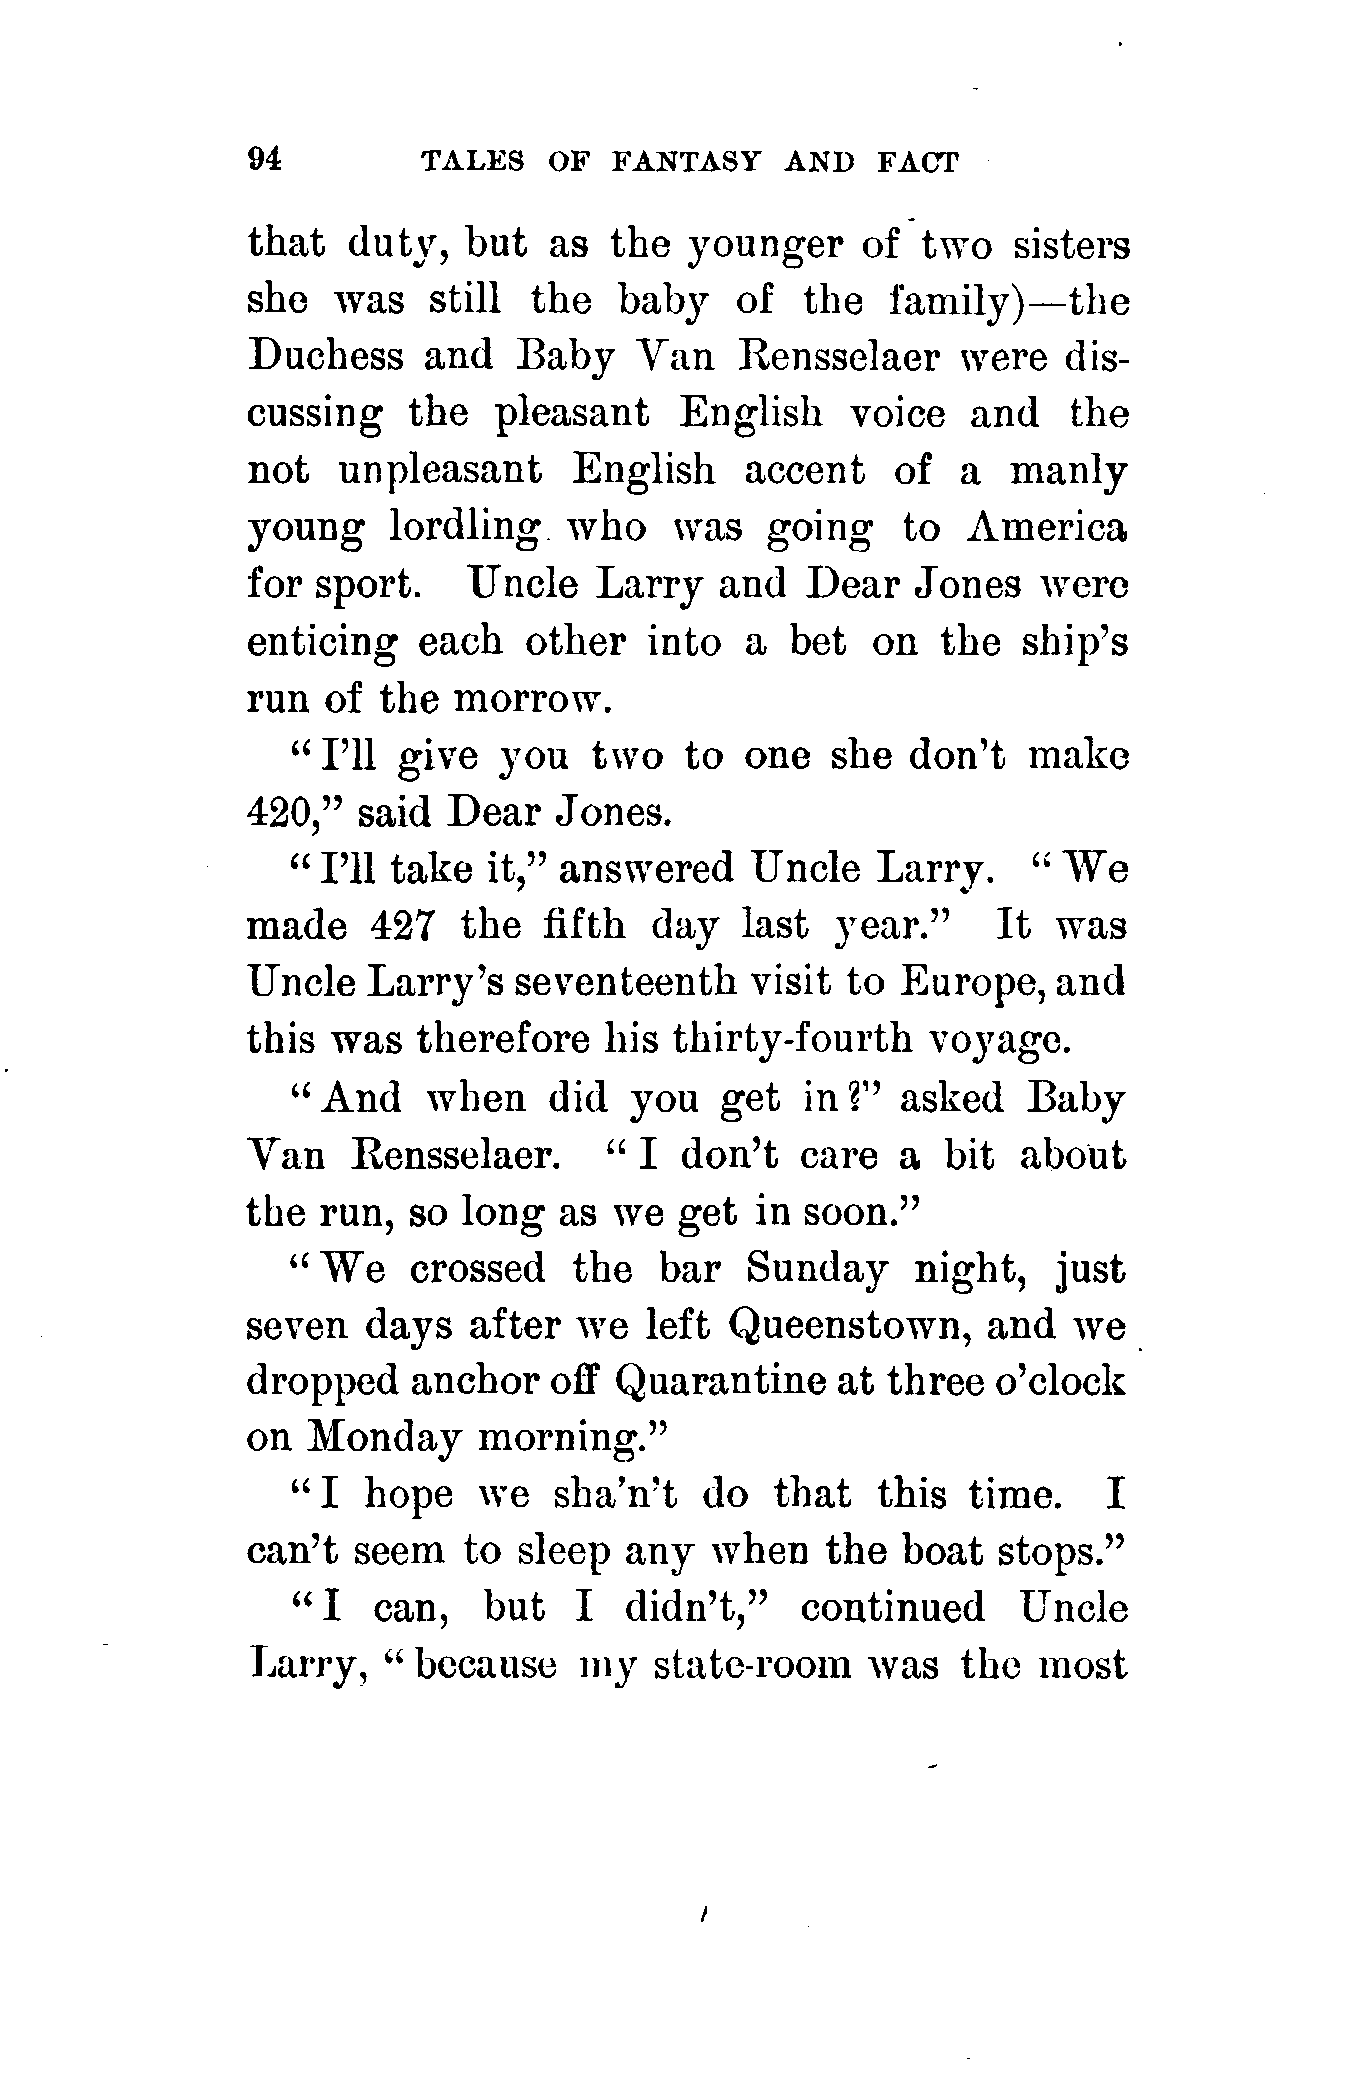 94 TALES OF FANTASY AND FACT
that duty, but as the younger of two sisters
she was still the baby of the family)—the
Duchess and Baby Van Rensselaer were dis-
cussing the pleasant English voice and the
not unpleasant English accent of a manly
young lordling who was going to America
for sport. Uncle Larry and Dear Jones were
enticing each other into a bet on the ship's
run of the morrow.
“I'll give you two to one she don't make
420,” said Dear Jones.
“I'll take it,” answered Uncle Larry. “We
made 427 the fifth day last year.” It was
Uncle Larry's seventeenth visit to Europe, and
this was therefore his thirty-fourth voyage.
“And when did you get in?” asked Baby
Van Rensselaer. “I don't care a bit about
the run, so long as we get in soon.”
“We crossed the bar Sunday night, just
seven days after we left Queenstown, and we
dropped anchor off Quarantine at three o'clock
on Monday morning.”
“I hope we sha'n't do that this time. I
can't seem to sleep any when the boat stops.”
“I can, but I didn't,” continued Uncle
Larry, “because my state-room was the most